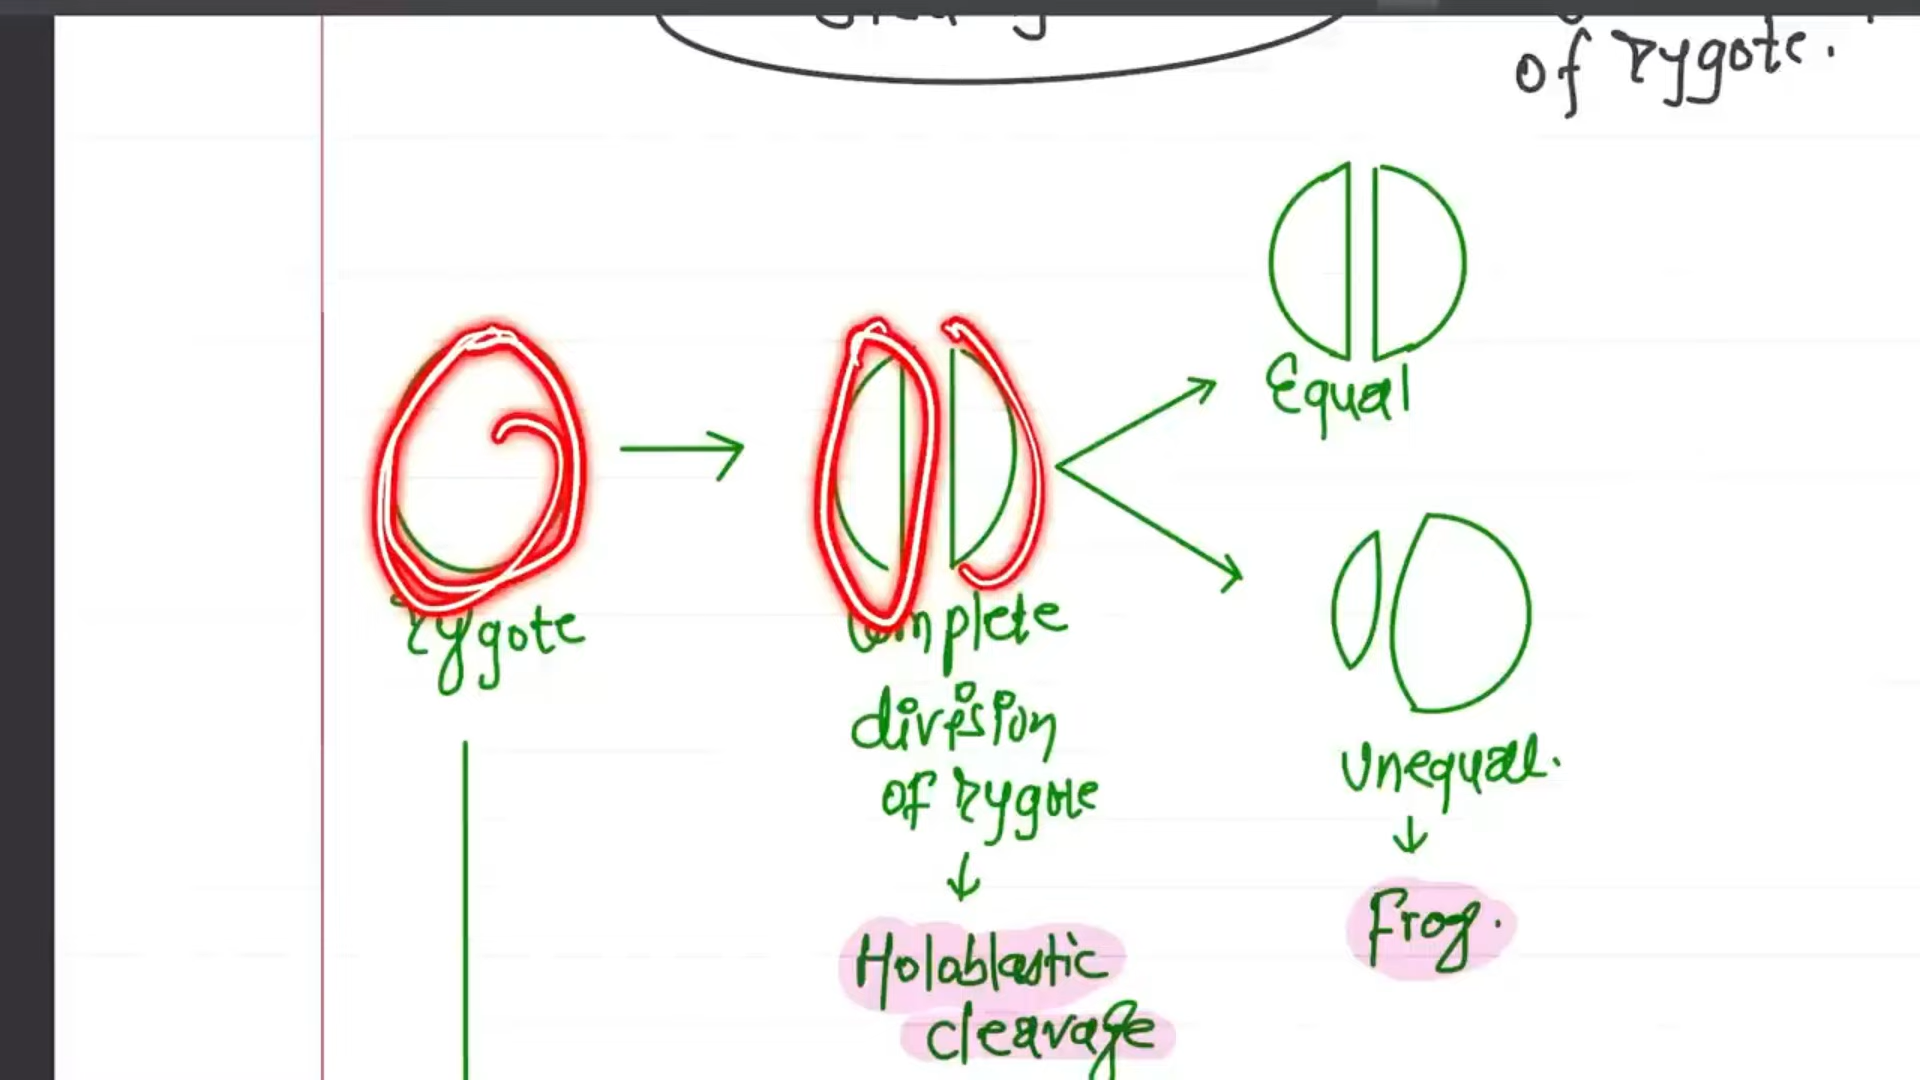 of zygote.
Equal
Zygote
Complete
division
of zygote
Unequal.
Frog.
Holoblastic
cleavage